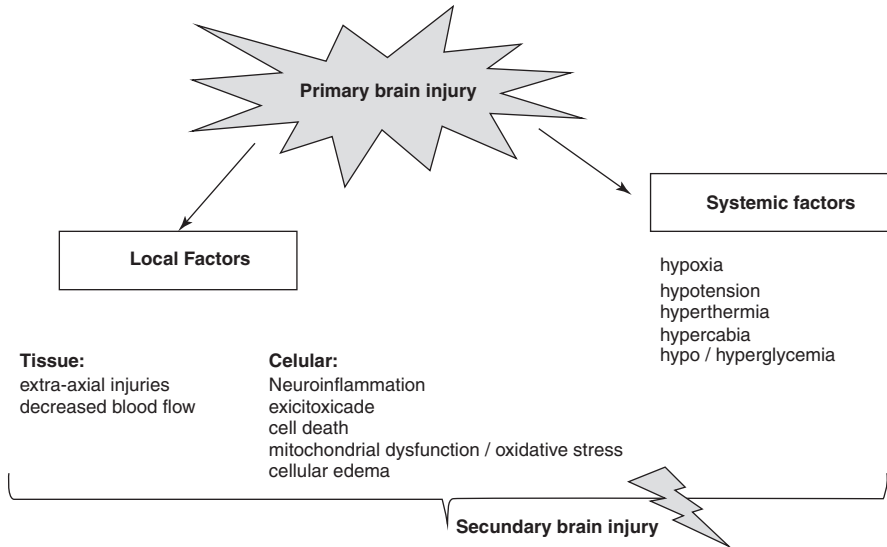 Primary brain injury
Local Factors
Systemic factors
hypoxia
hypotension
hyperthermia
hypercabia
hypo / hyperglycemia
Tissue:
extra-axial injuries
decreased blood flow
Celular:
Neuroinflammation
exicitoxicade
cell death
mitochondrial dysfunction / oxidative stress
cellular edema
Secundary brain injury